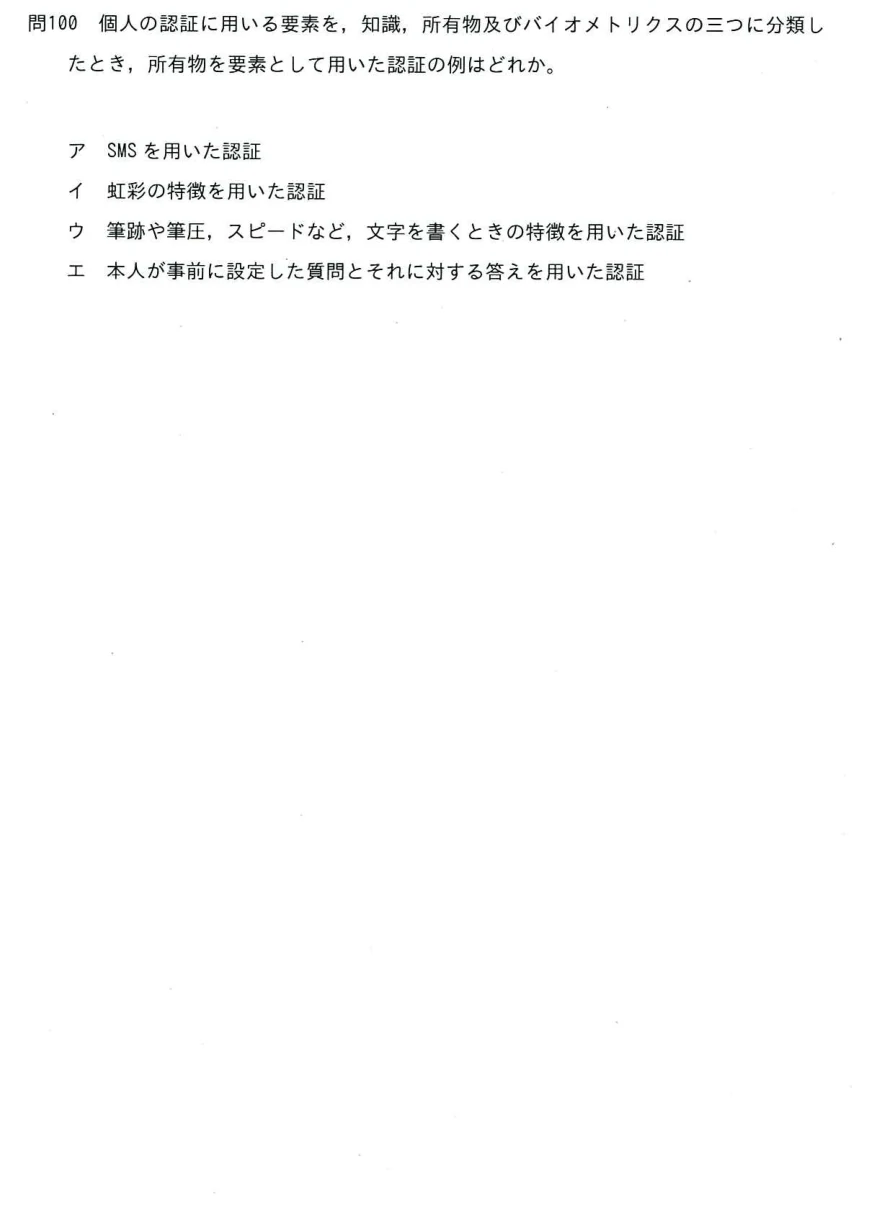 問100 個人の認証に用いる要素を，知識，所有物及びバイオメトリクスの三つに分類し
たとき，所有物を要素として用いた認証の例はどれか。
ア SMS を用いた認証
イ 虹彩の特徴を用いた認証
ウ 筆跡や筆圧，スピードなど，文字を書くときの特徴を用いた認証
エ 本人が事前に設定した質問とそれに対する答えを用いた認証